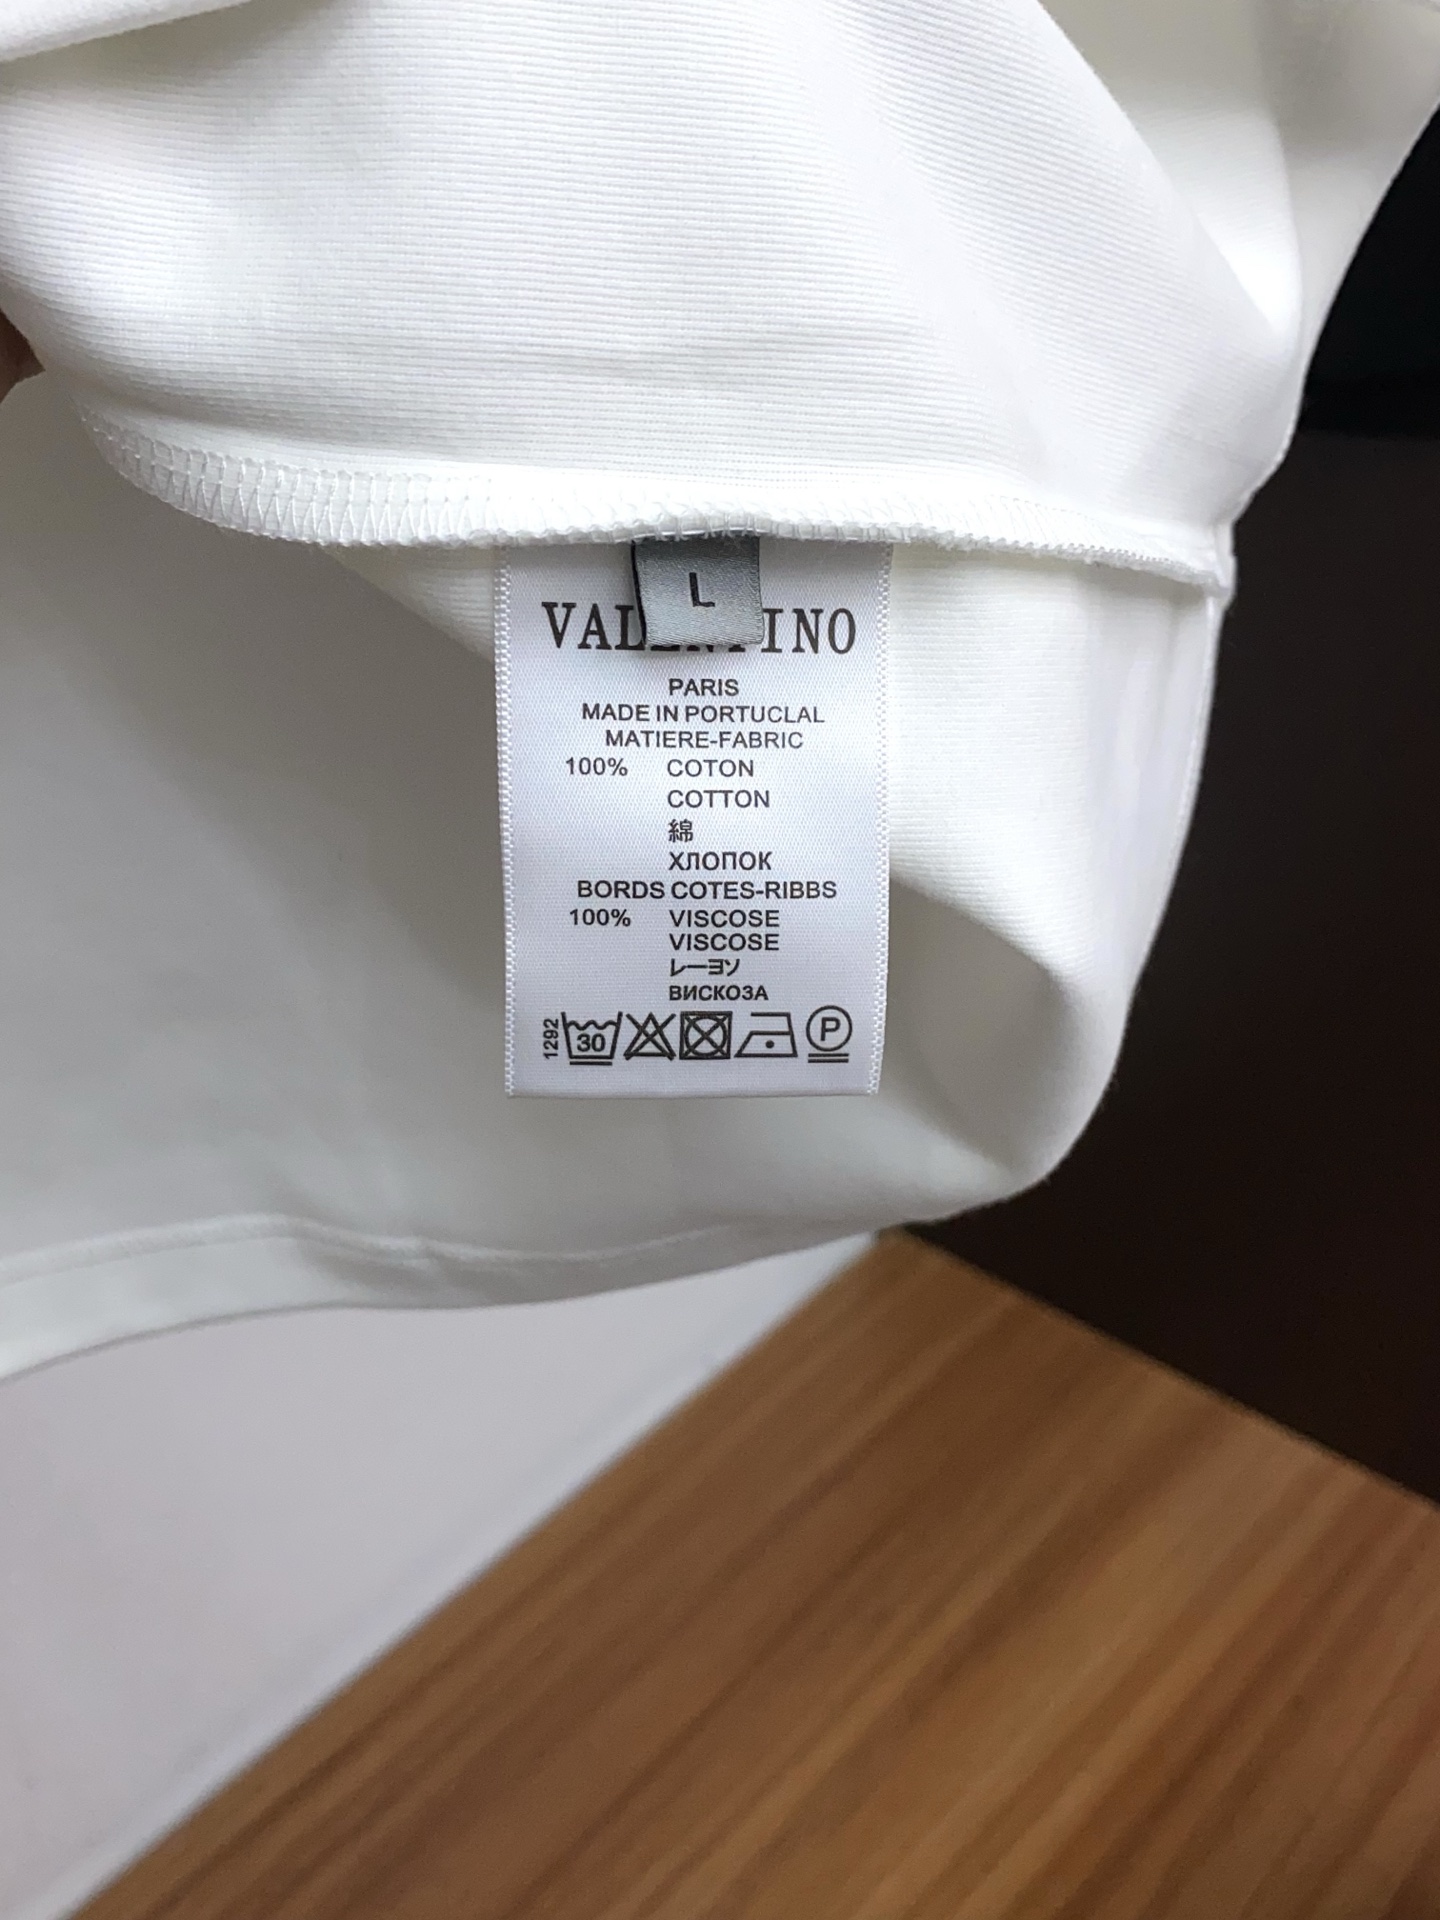 L
VALENTINO
PARIS
MADE IN PORTUCLAL
MATIERE-FABRIC
100% COTON
COTTON
綿
ХЛОПОК
BORDS COTES-RIBBS
100% VISCOSE
VISCOSE
レーヨソ
ВИСКОЗА
1292 30 P